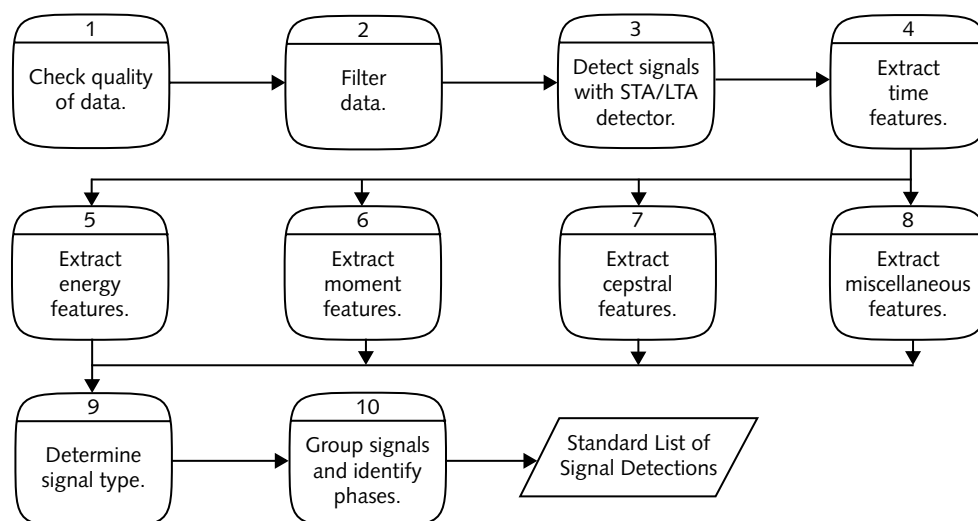 1
Check quality
of data.
2
Filter
data.
3
Detect signals
with STA/LTA
detector.
4
Extract
time
features.
5
Extract
energy
features.
6
Extract
moment
features.
7
Extract
cepstral
features.
8
Extract
miscellaneous
features.
9
Determine
signal type.
10
Group signals
and identify
phases.
Standard List of
Signal Detections